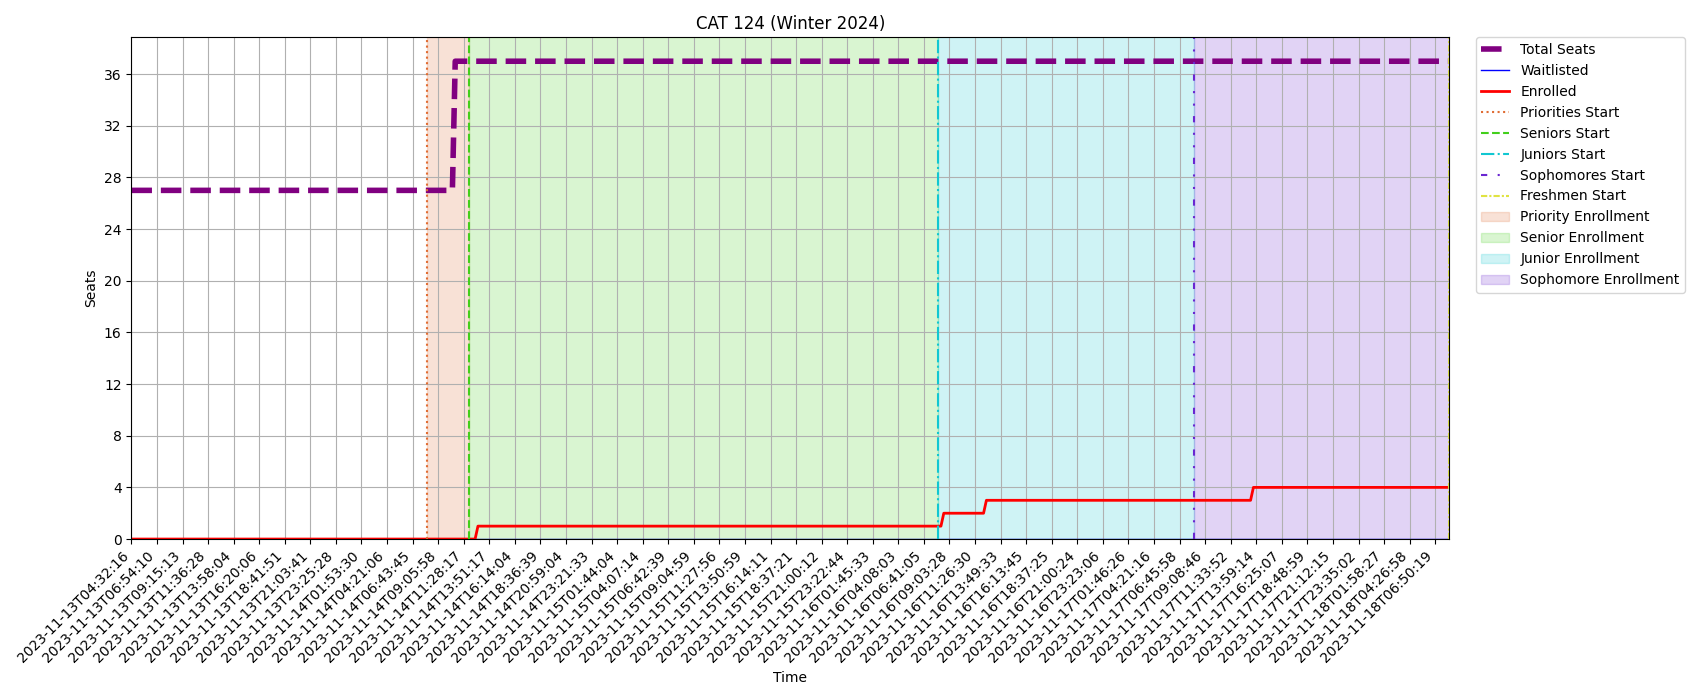 CAT 124 (Winter 2024)
Seats
36
32
28
24
20
16
12
8
4
0
2023-11-13T04:32:16
2023-11-13T06:54:10
2023-11-13T09:15:13
2023-11-13T11:36:28
2023-11-13T13:58:04
2023-11-13T16:20:06
2023-11-13T18:41:51
2023-11-13T21:03:41
2023-11-13T23:25:28
2023-11-14T01:53:30
2023-11-14T04:21:06
2023-11-14T06:43:45
2023-11-14T09:05:58
2023-11-14T11:28:17
2023-11-14T13:51:17
2023-11-14T16:14:04
2023-11-14T18:36:39
2023-11-14T20:59:04
2023-11-14T23:21:33
2023-11-15T01:44:04
2023-11-15T04:07:14
2023-11-15T06:42:39
2023-11-15T09:04:59
2023-11-15T11:27:56
2023-11-15T13:50:59
2023-11-15T16:14:11
2023-11-15T18:37:21
2023-11-15T21:00:12
2023-11-15T23:22:44
2023-11-16T01:45:33
2023-11-16T04:08:03
2023-11-16T06:41:05
2023-11-16T09:03:28
2023-11-16T11:26:30
2023-11-16T13:49:33
2023-11-16T16:13:45
2023-11-16T18:37:25
2023-11-16T21:00:24
2023-11-16T23:23:06
2023-11-17T01:46:26
2023-11-17T04:21:16
2023-11-17T06:45:58
2023-11-17T09:08:46
2023-11-17T11:33:52
2023-11-17T13:59:14
2023-11-17T16:25:07
2023-11-17T18:48:59
2023-11-17T21:12:15
2023-11-17T23:35:02
2023-11-18T01:58:27
2023-11-18T04:26:58
2023-11-18T06:50:19
Time
Total Seats
Waitlisted
Enrolled
Priorities Start
Seniors Start
Juniors Start
Sophomores Start
Freshmen Start
Priority Enrollment
Senior Enrollment
Junior Enrollment
Sophomore Enrollment